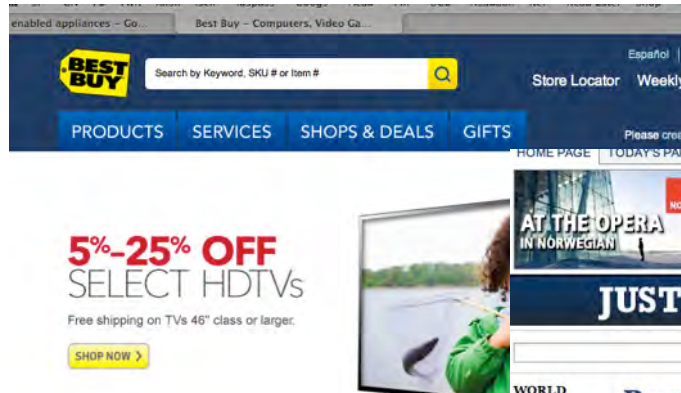 enabled appliances – Go...
Best Buy – Computers, Video Ga...
BEST
BUY
Search by Keyword, SKU # or Item #
Español |
Store Locator Weekly
PRODUCTS SERVICES SHOPS & DEALS GIFTS
Please crea
HOME PAGE TODAY'S PA
NO
AT THE OPERA
IN NORWEGIAN
5%–25% OFF
SELECT HDTVs
Free shipping on TVs 46" class or larger.
SHOP NOW >
JUST
WORLD